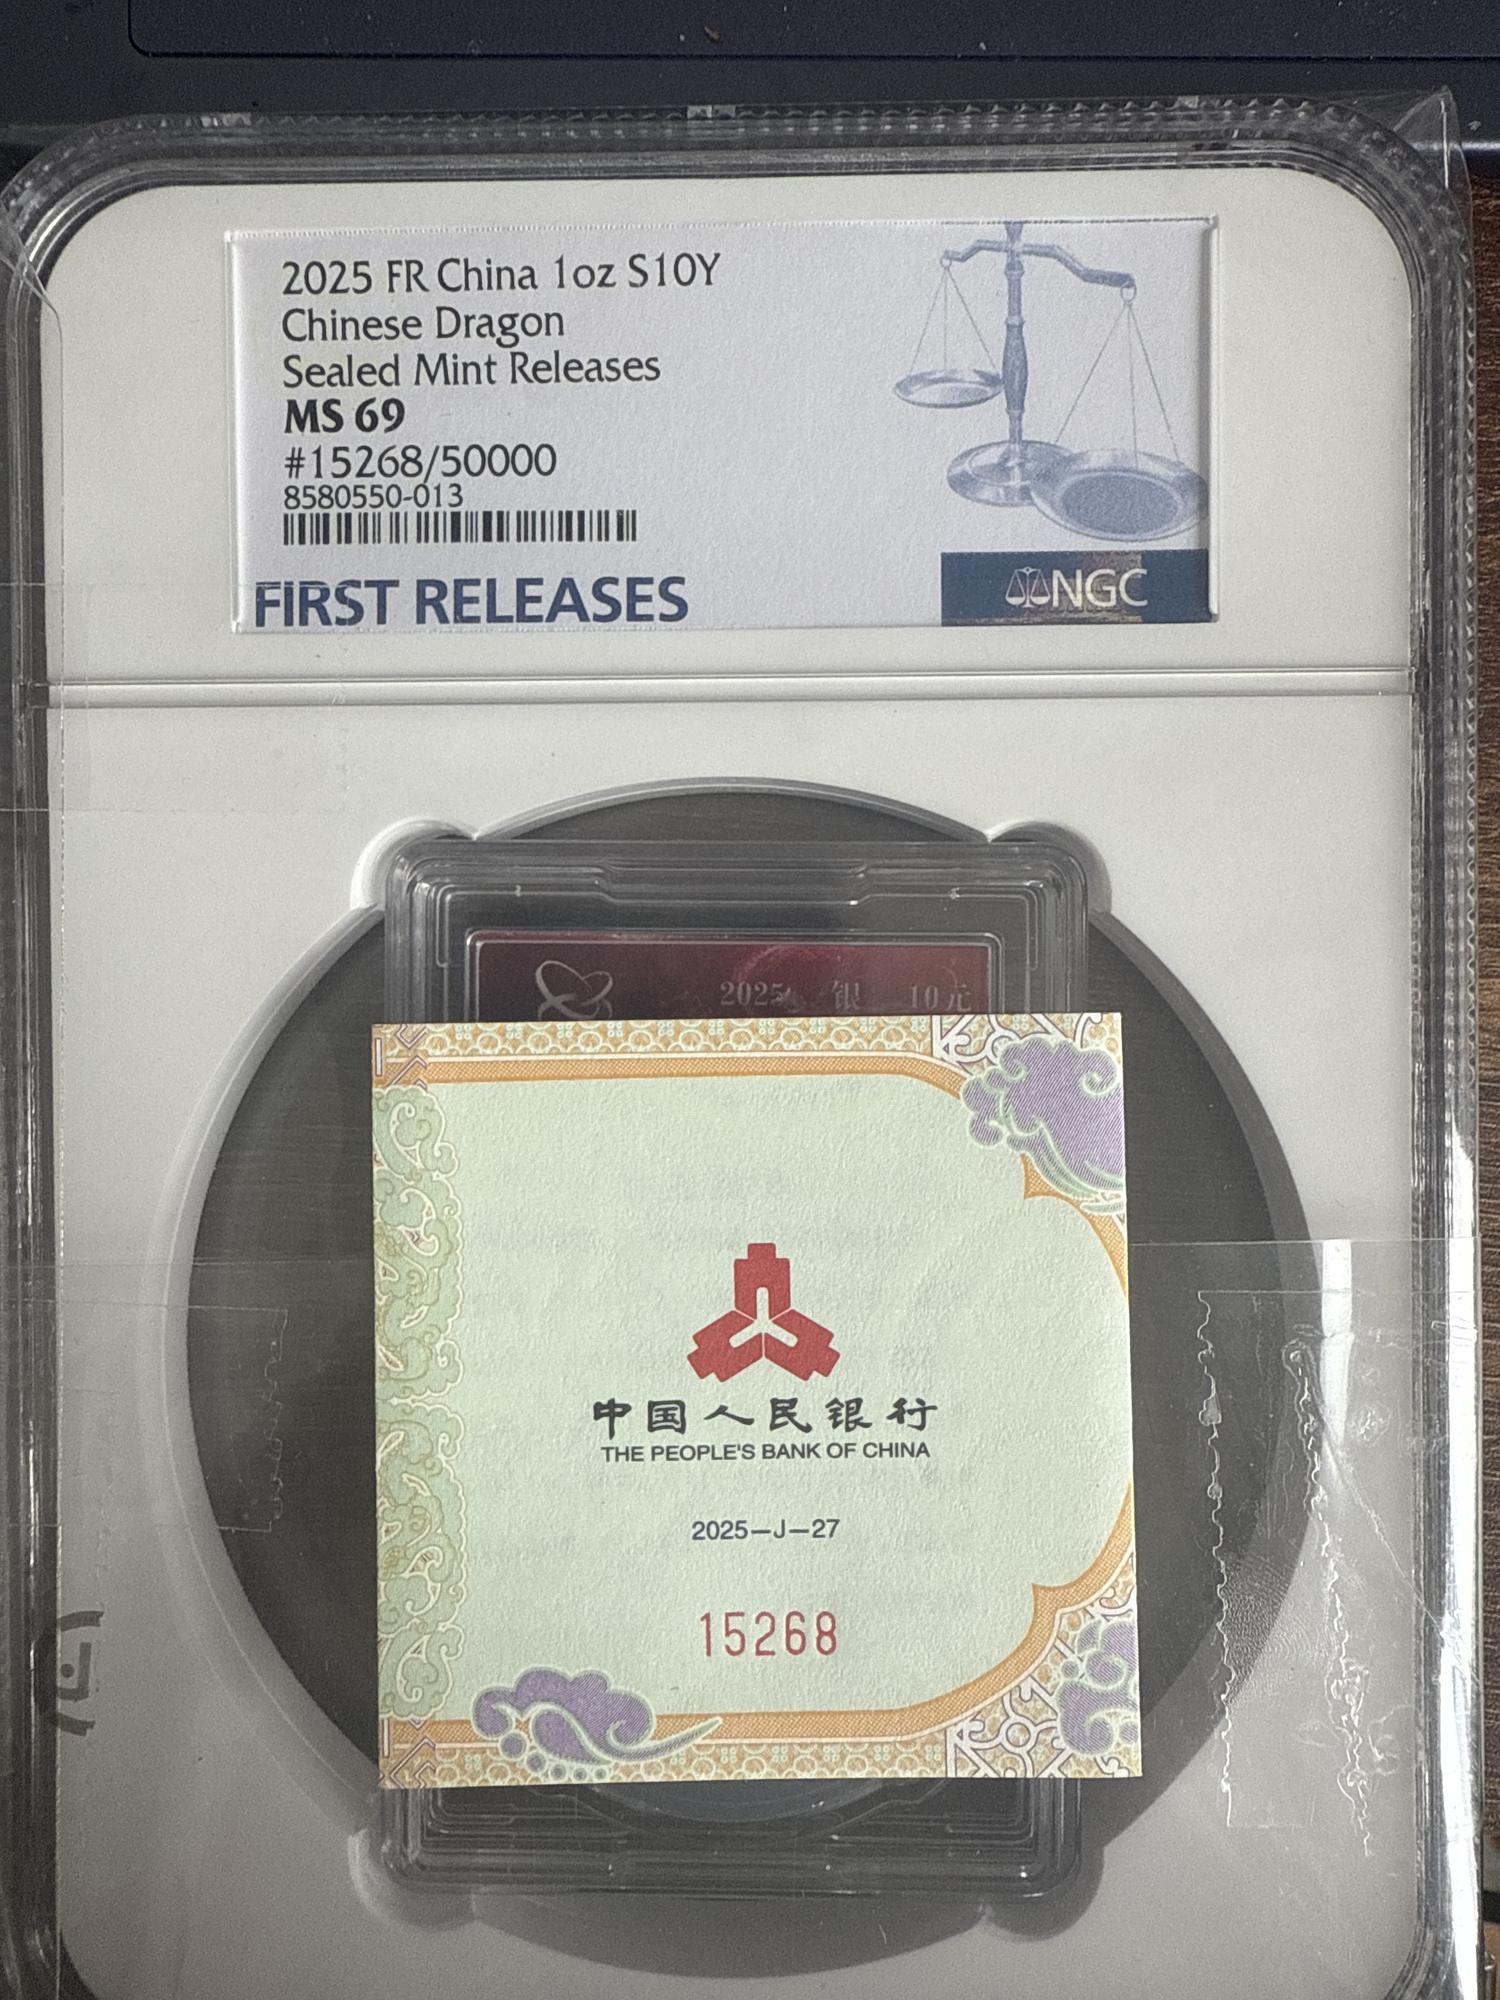 2025 FR China 1oz S10Y
Chinese Dragon
Sealed Mint Releases
MS 69
#15268/50000
8580550-013
FIRST RELEASES
NGC
2025 银 10元
中国人民银行
THE PEOPLE'S BANK OF CHINA
2025—J—27
15268